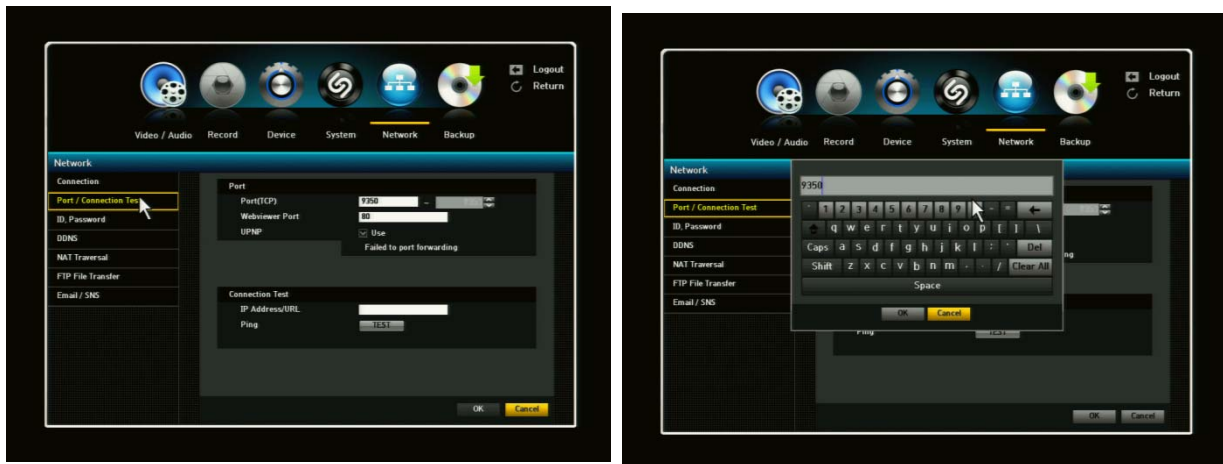 Logout
Return
Video / Audio Record Device System Network Backup
Network
Connection
Port / Connection Test
ID, Password
DDNS
NAT Traversal
FTP File Transfer
Email / SNS
Port
Port(TCP) 9350 ~
Webviewer Port 80
UPNP Use
Failed to port forwarding
Connection Test
IP Address/URL
Ping TEST
OK Cancel
Logout
Return
Video / Audio Record Device System Network Backup
Network
Connection
Port / Connection Test
ID, Password
DDNS
NAT Traversal
FTP File Transfer
Email / SNS
9350
` 1 2 3 4 5 6 7 8 9 - = ←
q w e r t y u i o p [ ] \
Caps a s d f g h j k l : ' Del
Shift z x c v b n m . . / Clear All
Space
OK Cancel
ng
Ping TEST
OK Cancel